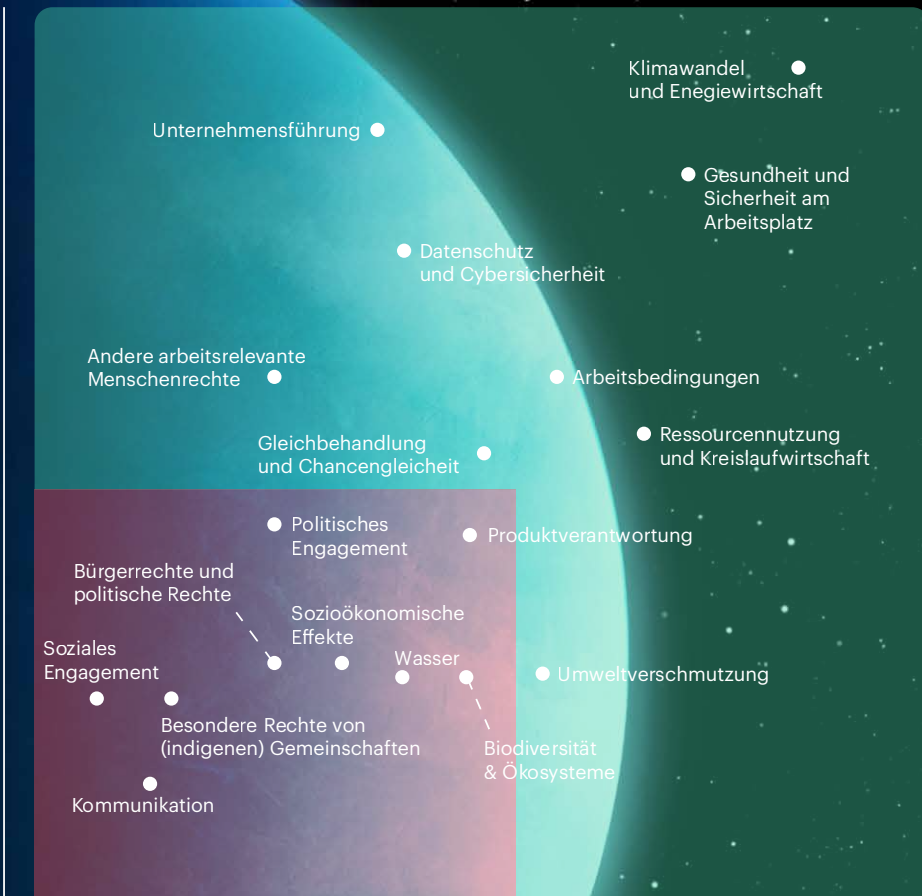 Klimawandel
und Enegiewirtschaft
Unternehmensführung
Gesundheit und
Sicherheit am
Arbeitsplatz
Datenschutz
und Cybersicherheit
Andere arbeitsrelevante
Menschenrechte
Arbeitsbedingungen
Ressourcennutzung
und Kreislaufwirtschaft
Gleichbehandlung
und Chancengleicheit
Politisches
Engagement
Produktverantwortung
Bürgerrechte und
politische Rechte
Sozioökonomische
Effekte
Soziales
Engagement
Wasser
Umweltverschmutzung
Besondere Rechte von
(indigenen) Gemeinschaften
Biodiversität
& Ökosysteme
Kommunikation